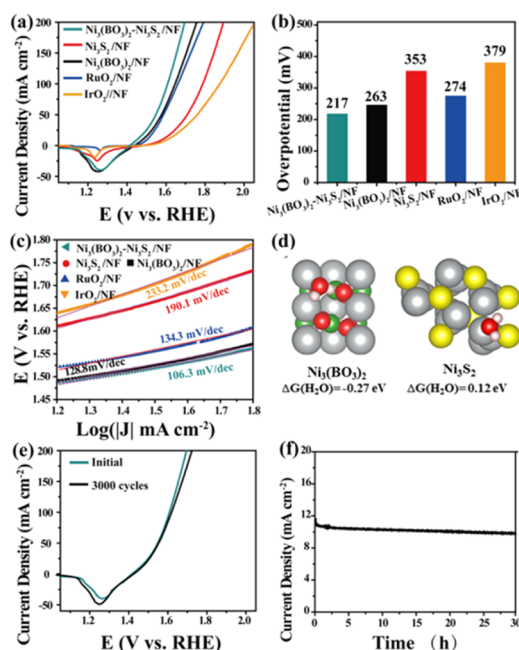 (a)
Ni3(BO3)2-Ni3S2/NF
Ni3S2/NF
Ni3(BO3)2/NF
RuO2/NF
IrO2//NF
Current Density (mA cm-2)
200
150
100
50
0
-50
1.2 1.4 1.6 1.8 2.0
E (v vs. RHE)
(b)
Overpotential (mV)
500
400
300
200
100
0
217
263
353
274
379
Ni3(BO3)2-Ni3S2/NF
Ni3(BO3)2/NF
Ni3S2/NF
RuO2/NF
IrO2/NF
(c)
Ni3(BO3)2-Ni3S2/NF
Ni3S2/NF Ni3(BO3)2/NF
RuO2/NF
IrO2/NF
E (V vs. RHE)
1.80
1.75
1.70
1.65
1.60
1.55
1.50
1.45
233.2 mV/dec
190.1 mV/dec
134.3 mV/dec
128.8mV/dec
106.3 mV/dec
1.2 1.3 1.4 1.5 1.6 1.7 1.8
Log(|J| mA cm-2)
(d)
Ni3(BO3)2
ΔG(H2O)=-0.27 eV
Ni3S2
ΔG(H2O)=0.12 eV
(e)
Initial
3000 cycles
Current Density (mA cm-2)
200
150
100
50
0
-50
1.2 1.4 1.6 1.8 2.0
E (V vs. RHE)
(f)
Current Density (mA cm-2)
20
16
12
8
4
0
0 5 10 15 20 25 30
Time (h)